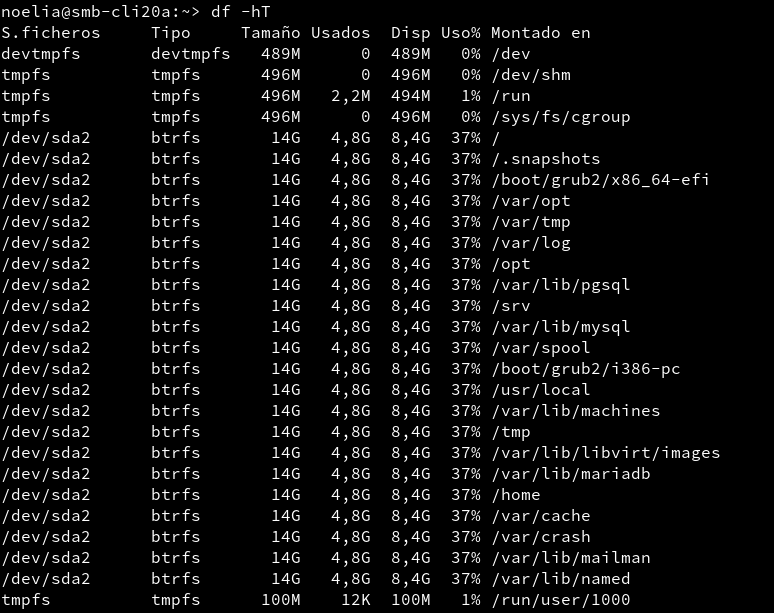 noelia@smb-cli20a:~> df -hT
S.ficheros     Tipo     Tamaño Usados  Disp Uso% Montado en
devtmpfs       devtmpfs   489M      0  489M   0% /dev
tmpfs          tmpfs      496M      0  496M   0% /dev/shm
tmpfs          tmpfs      496M   2,2M  494M   1% /run
tmpfs          tmpfs      496M      0  496M   0% /sys/fs/cgroup
/dev/sda2      btrfs       14G   4,8G  8,4G  37% /
/dev/sda2      btrfs       14G   4,8G  8,4G  37% /.snapshots
/dev/sda2      btrfs       14G   4,8G  8,4G  37% /boot/grub2/x86_64-efi
/dev/sda2      btrfs       14G   4,8G  8,4G  37% /var/opt
/dev/sda2      btrfs       14G   4,8G  8,4G  37% /var/tmp
/dev/sda2      btrfs       14G   4,8G  8,4G  37% /var/log
/dev/sda2      btrfs       14G   4,8G  8,4G  37% /opt
/dev/sda2      btrfs       14G   4,8G  8,4G  37% /var/lib/pgsql
/dev/sda2      btrfs       14G   4,8G  8,4G  37% /srv
/dev/sda2      btrfs       14G   4,8G  8,4G  37% /var/lib/mysql
/dev/sda2      btrfs       14G   4,8G  8,4G  37% /var/spool
/dev/sda2      btrfs       14G   4,8G  8,4G  37% /boot/grub2/i386-pc
/dev/sda2      btrfs       14G   4,8G  8,4G  37% /usr/local
/dev/sda2      btrfs       14G   4,8G  8,4G  37% /var/lib/machines
/dev/sda2      btrfs       14G   4,8G  8,4G  37% /tmp
/dev/sda2      btrfs       14G   4,8G  8,4G  37% /var/lib/libvirt/images
/dev/sda2      btrfs       14G   4,8G  8,4G  37% /var/lib/mariadb
/dev/sda2      btrfs       14G   4,8G  8,4G  37% /home
/dev/sda2      btrfs       14G   4,8G  8,4G  37% /var/cache
/dev/sda2      btrfs       14G   4,8G  8,4G  37% /var/crash
/dev/sda2      btrfs       14G   4,8G  8,4G  37% /var/lib/mailman
/dev/sda2      btrfs       14G   4,8G  8,4G  37% /var/lib/named
tmpfs          tmpfs      100M    12K  100M   1% /run/user/1000